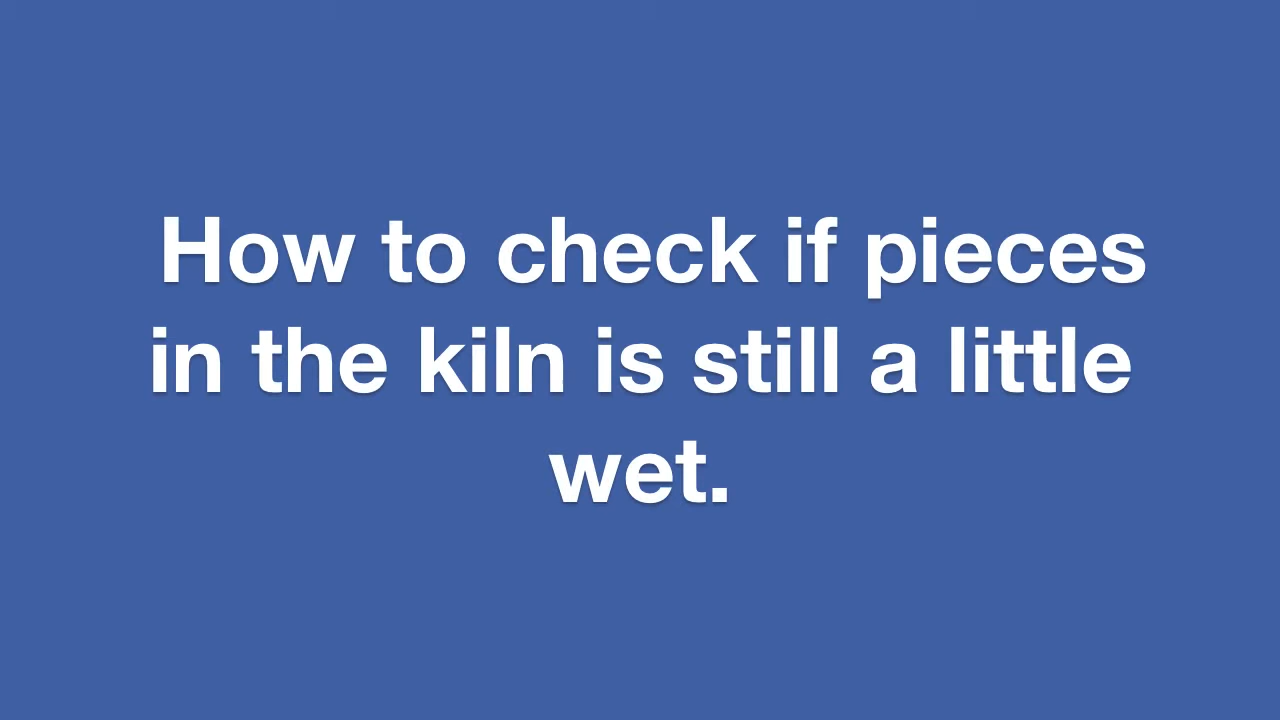 How to check if pieces
in the kiln is still a little
wet.